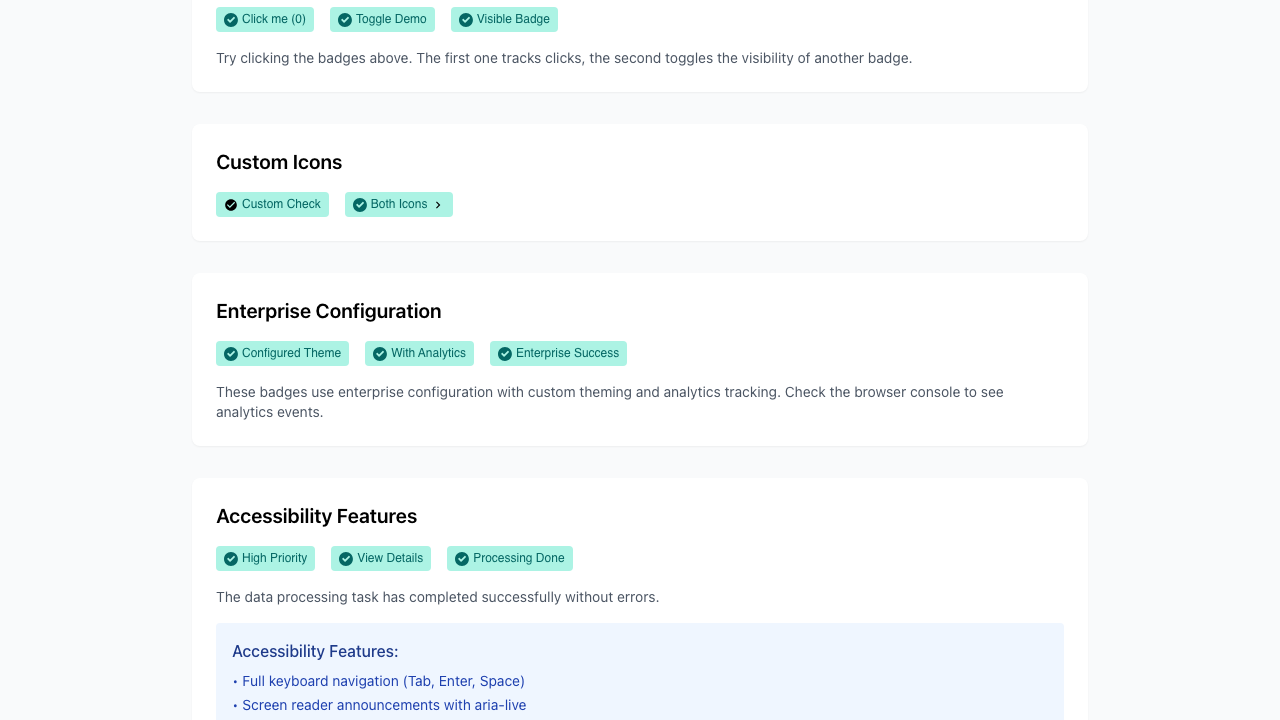 Click me (0) Toggle Demo Visible Badge
Try clicking the badges above. The first one tracks clicks, the second toggles the visibility of another badge.
Custom Icons
Custom Check Both Icons
Enterprise Configuration
Configured Theme With Analytics Enterprise Success
These badges use enterprise configuration with custom theming and analytics tracking. Check the browser console to see
analytics events.
Accessibility Features
High Priority View Details Processing Done
The data processing task has completed successfully without errors.
Accessibility Features:
• Full keyboard navigation (Tab, Enter, Space)
• Screen reader announcements with aria-live